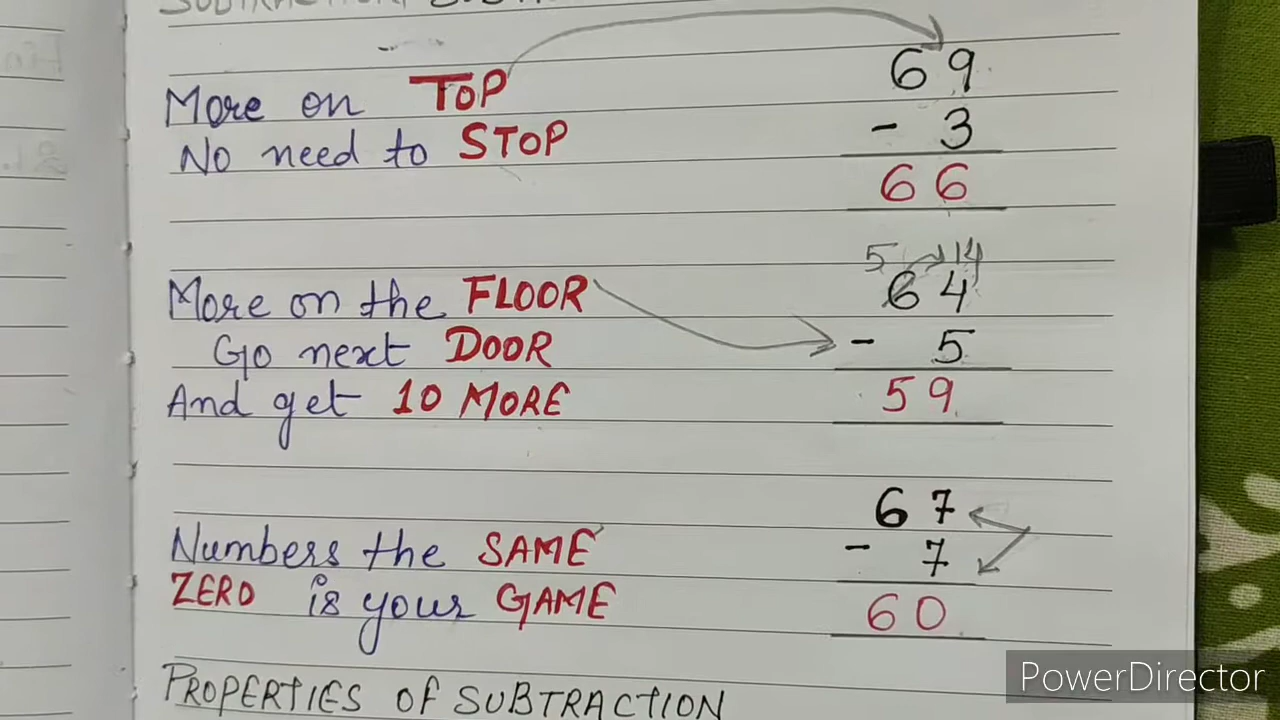 SUBTRACTION
More on TOP
No need to STOP
69
- 3
66
More on the FLOOR
Go next DOOR
And get 10 MORE
5 14
64
- 5
59
Numbers the SAME
ZERO is your GAME
67
- 7
60
PROPERTIES OF SUBTRACTION
PowerDirector